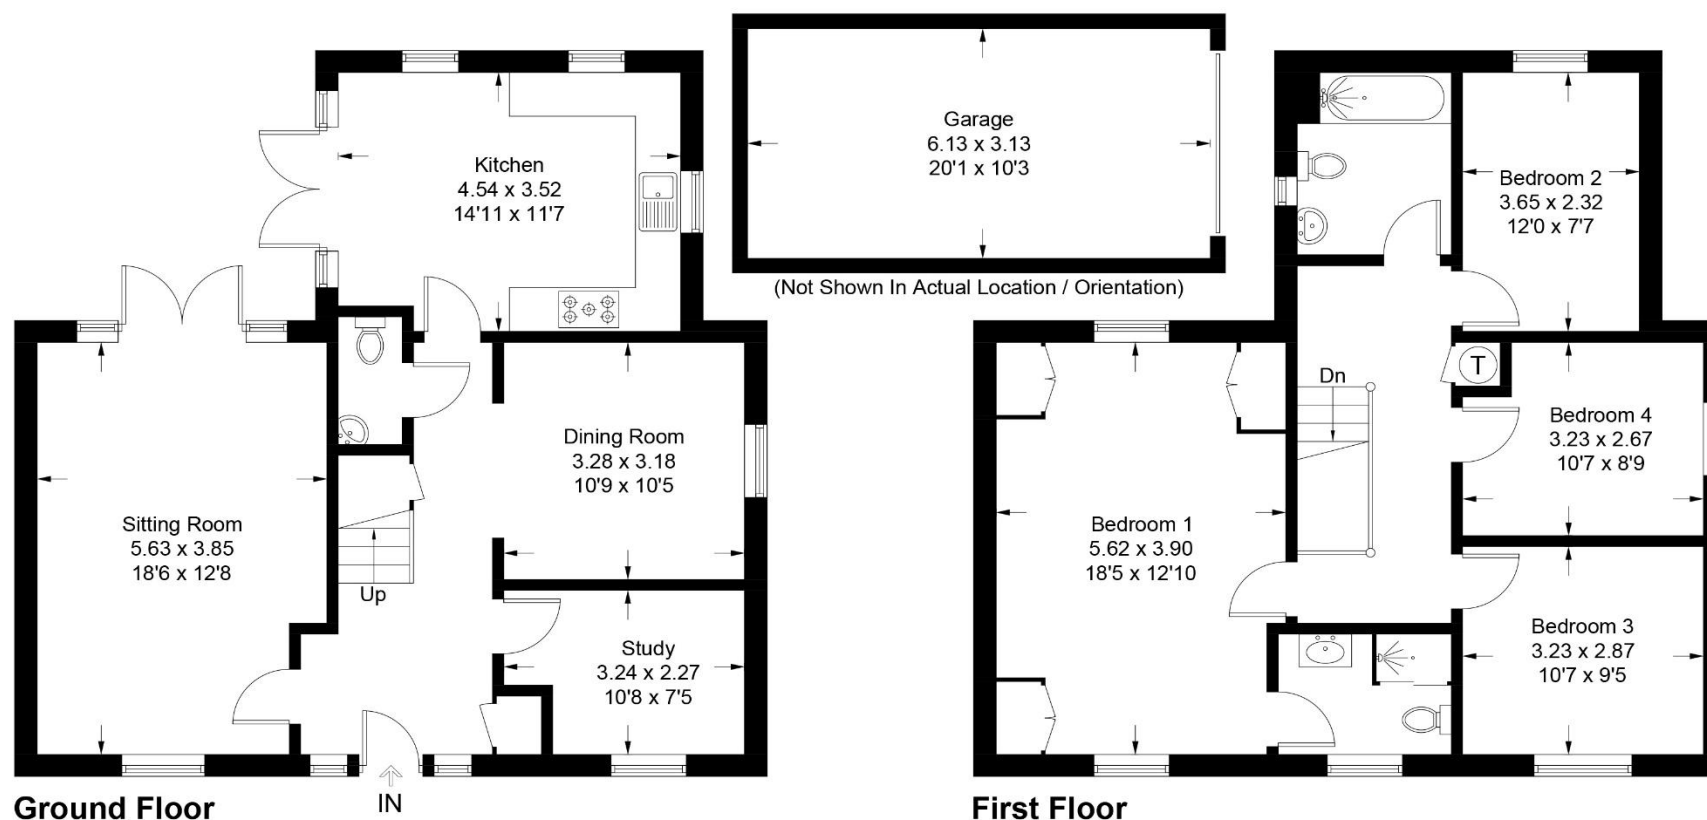 Kitchen
4.54 x 3.52
14'11 x 11'7
Garage
6.13 x 3.13
20'1 x 10'3
(Not Shown In Actual Location / Orientation)
Sitting Room
5.63 x 3.85
18'6 x 12'8
Dining Room
3.28 x 3.18
10'9 x 10'5
Up
Study
3.24 x 2.27
10'8 x 7'5
IN
Ground Floor
Bedroom 2
3.65 x 2.32
12'0 x 7'7
Dn
T
Bedroom 4
3.23 x 2.67
10'7 x 8'9
Bedroom 1
5.62 x 3.90
18'5 x 12'10
Bedroom 3
3.23 x 2.87
10'7 x 9'5
First Floor